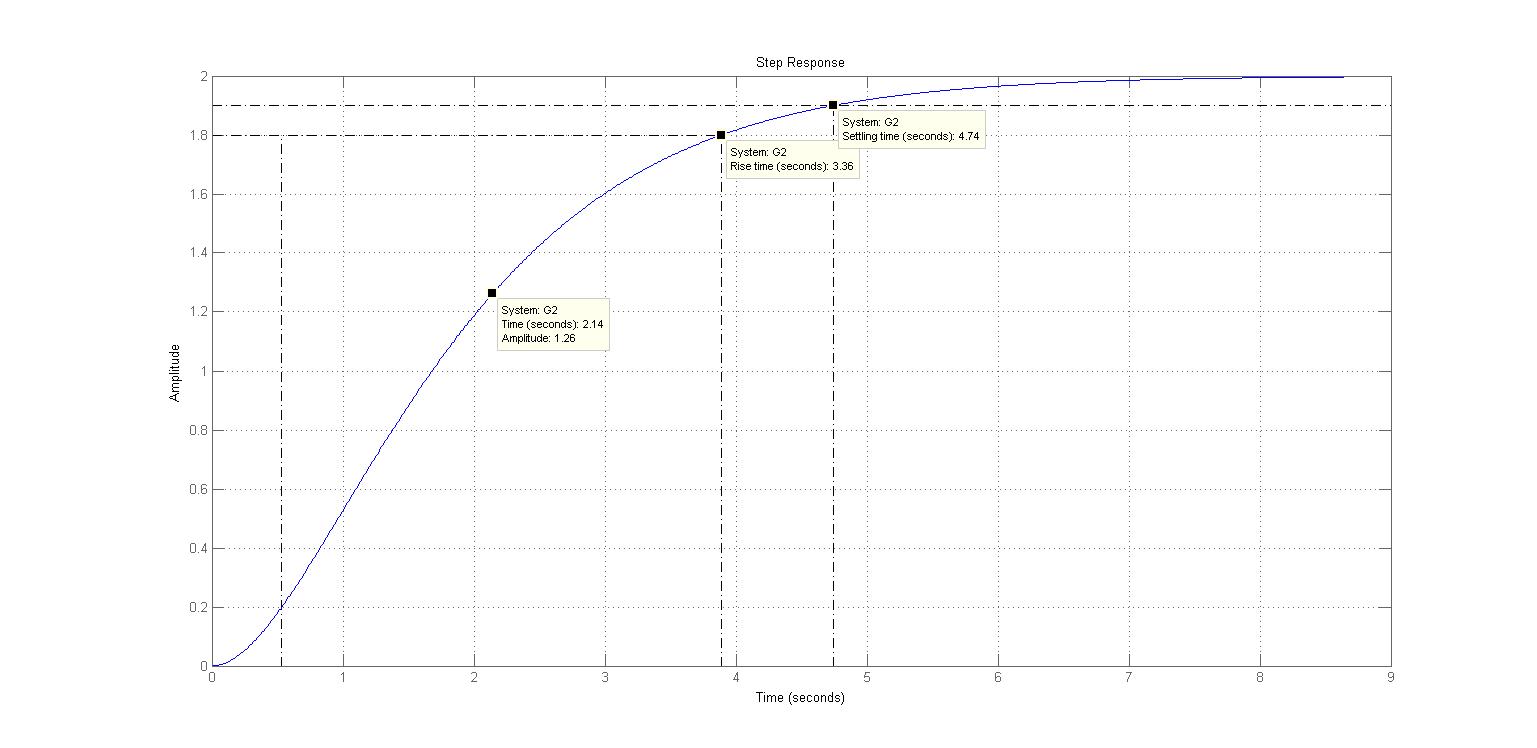 Step Response
2
1.8
1.6
1.4
1.2
1
0.8
0.6
0.4
0.2
0
Amplitude
System: G2
Settling time (seconds): 4.74
System: G2
Rise time (seconds): 3.36
System: G2
Time (seconds): 2.14
Amplitude: 1.26
0 1 2 3 4 5 6 7 8 9
Time (seconds)